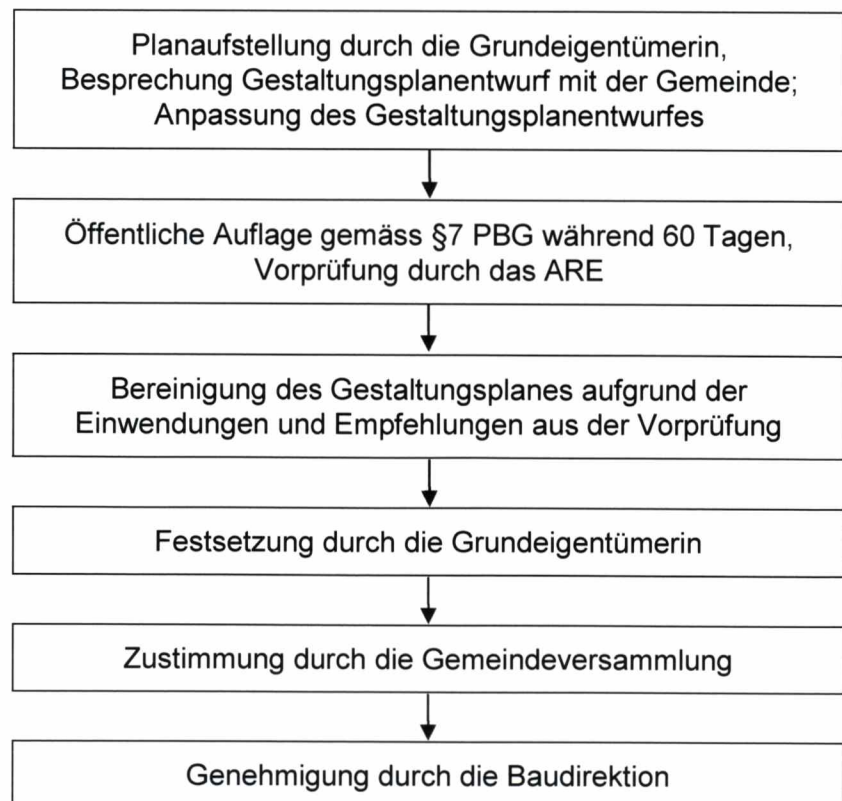 Planaufstellung durch die Grundeigentümerin,
Besprechung Gestaltungsplanentwurf mit der Gemeinde;
Anpassung des Gestaltungsplanentwurfes
Öffentliche Auflage gemäss §7 PBG während 60 Tagen,
Vorprüfung durch das ARE
Bereinigung des Gestaltungsplanes aufgrund der
Einwendungen und Empfehlungen aus der Vorprüfung
Festsetzung durch die Grundeigentümerin
Zustimmung durch die Gemeindeversammlung
Genehmigung durch die Baudirektion